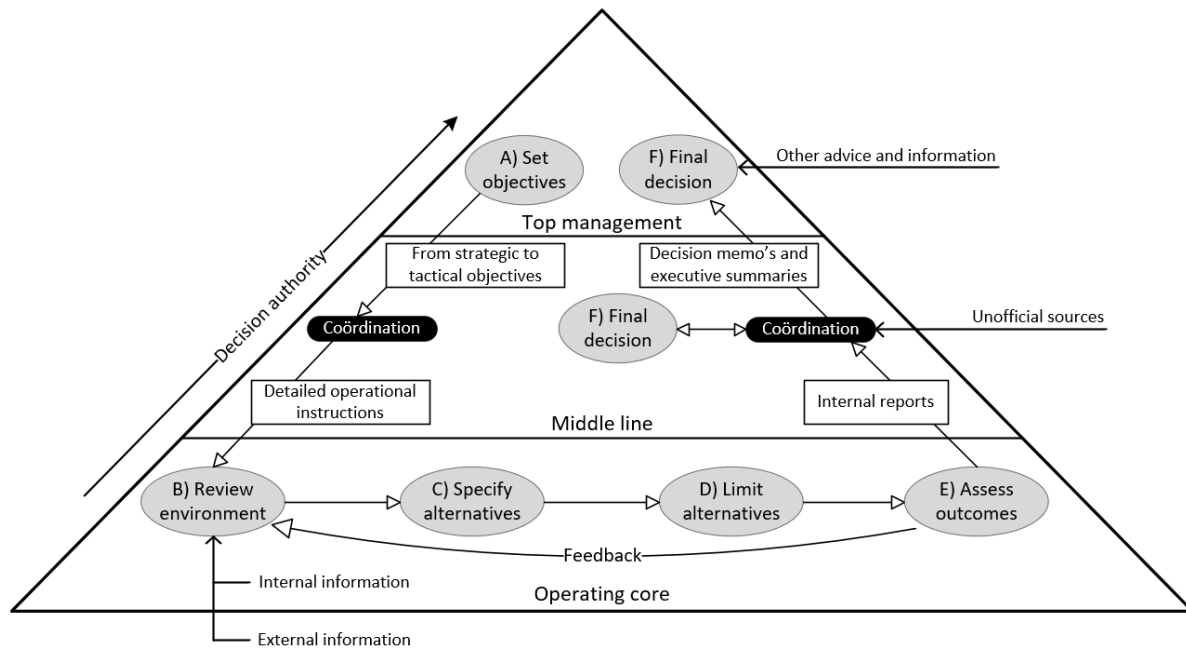 A) Set
objectives
F) Final
decision
Other advice and information
Top management
Decision authority
From strategic to
tactical objectives
Decision memo's and
executive summaries
Coördination
F) Final
decision
Coördination
Unofficial sources
Detailed operational
instructions
Internal reports
Middle line
B) Review
environment
C) Specify
alternatives
D) Limit
alternatives
E) Assess
outcomes
Feedback
Internal information
Operating core
External information